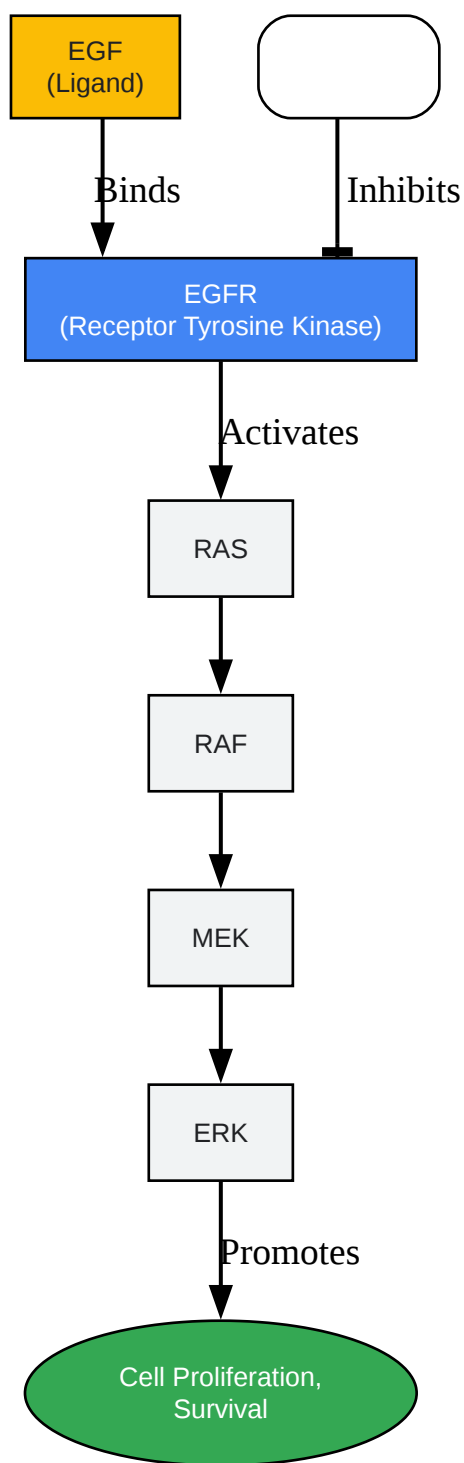 EGF
(Ligand)
Binds
Inhibits
EGFR
(Receptor Tyrosine Kinase)
Activates
RAS
RAF
MEK
ERK
Promotes
Cell Proliferation,
Survival